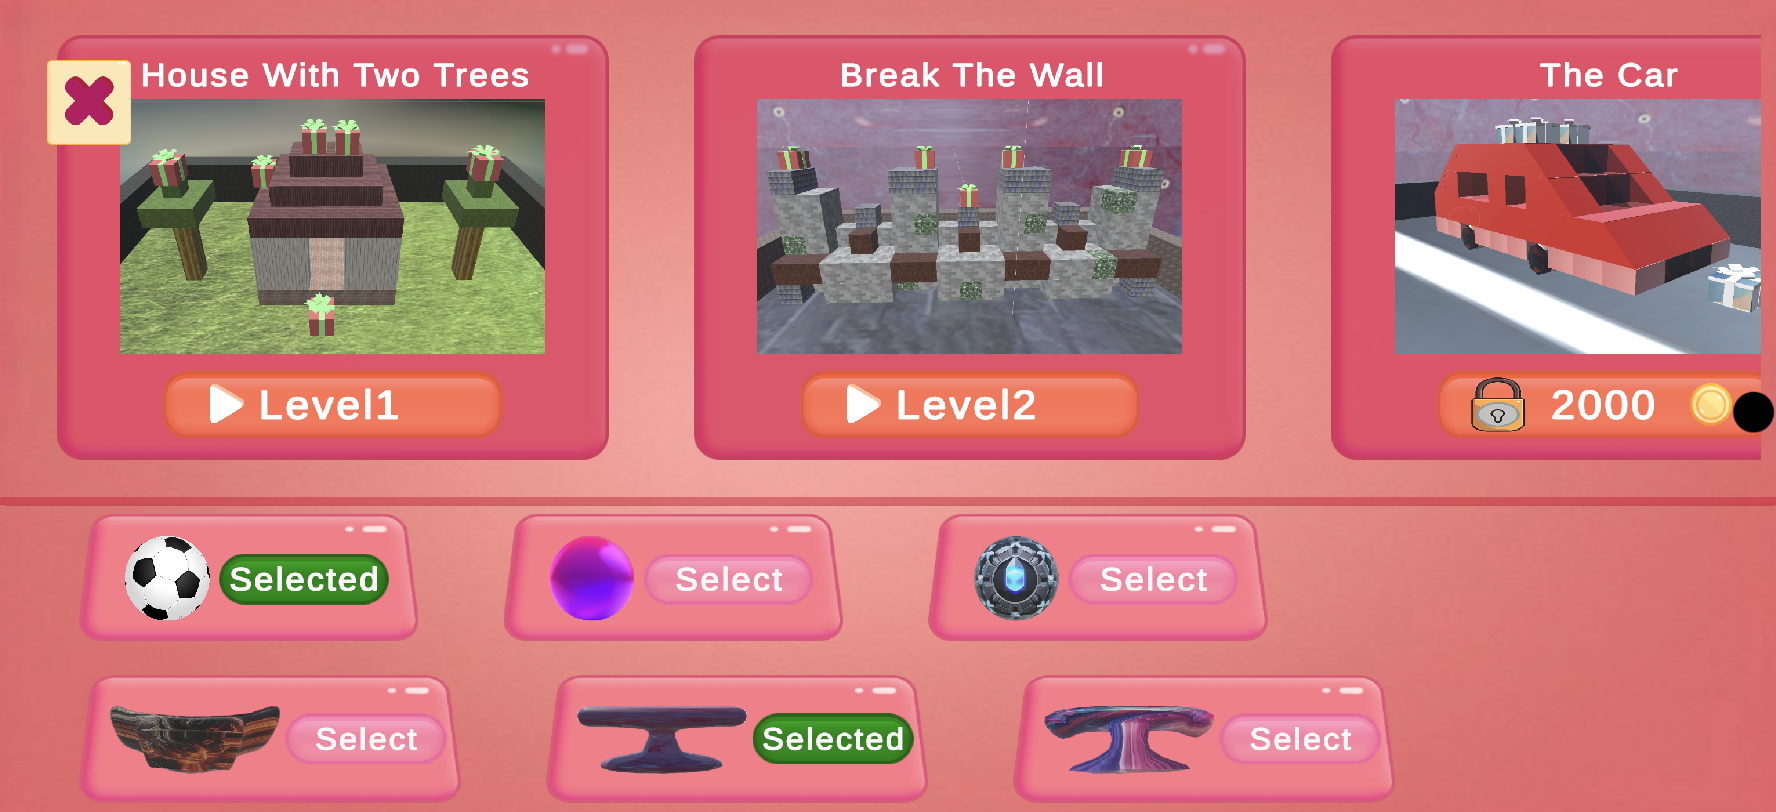 House With Two Trees
Break The Wall
The Car
Level1
Level2
2000
Selected
Select
Select
Select
Selected
Select